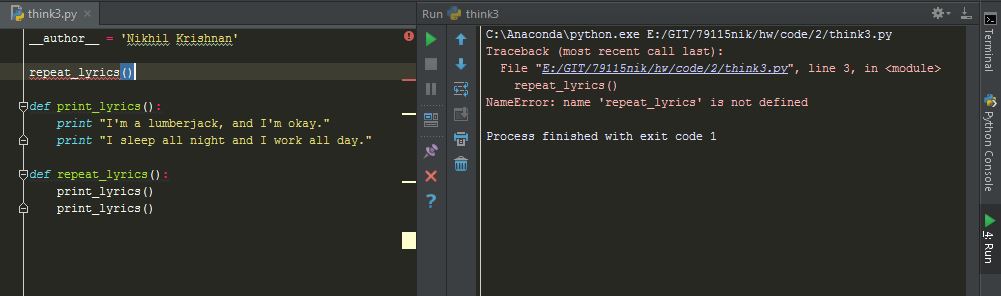 think3.py
__author__ = 'Nikhil Krishnan'
repeat_lyrics()
def print_lyrics():
    print "I'm a lumberjack, and I'm okay."
    print "I sleep all night and I work all day."
def repeat_lyrics():
    print_lyrics()
    print_lyrics()
Run think3
C:\Anaconda\python.exe E:/GIT/79115nik/hw/code/2/think3.py
Traceback (most recent call last):
  File "E:/GIT/79115nik/hw/code/2/think3.py", line 3, in <module>
    repeat_lyrics()
NameError: name 'repeat_lyrics' is not defined
Process finished with exit code 1
Terminal
Python Console
4: Run